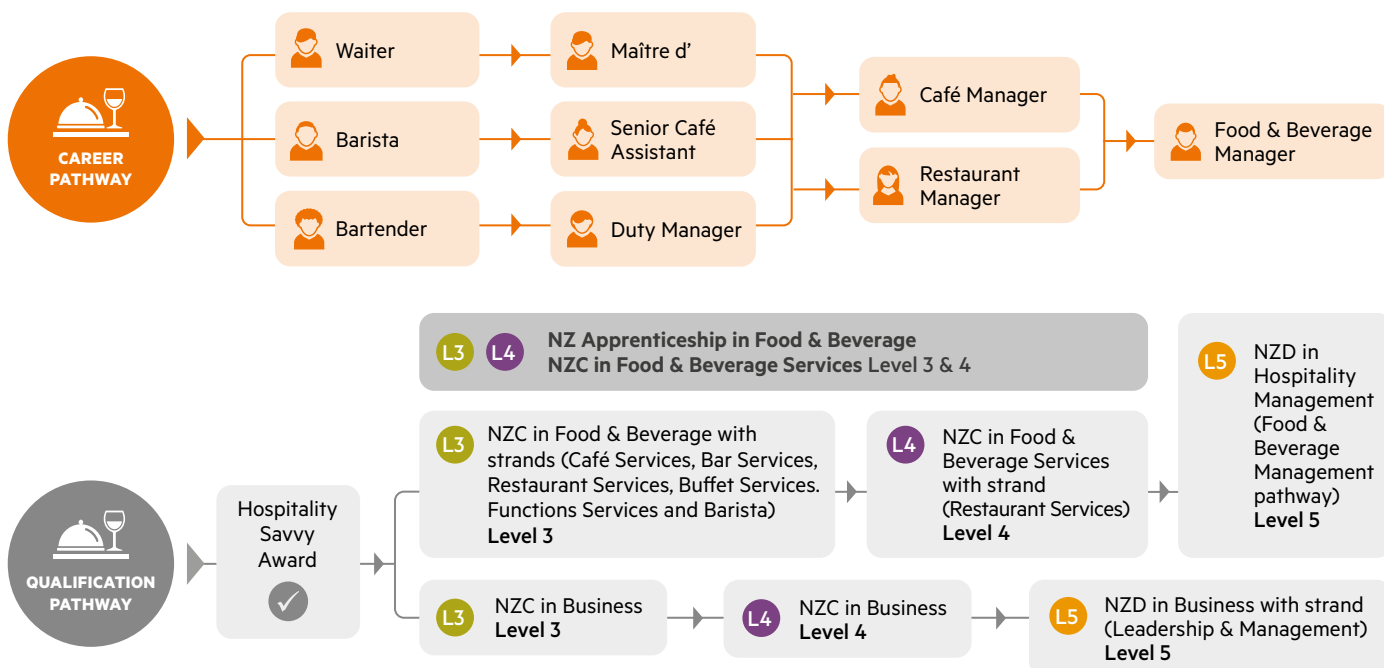 CAREER
PATHWAY
Waiter
Maître d’
Barista
Senior Café
Assistant
Bartender
Duty Manager
Café Manager
Restaurant
Manager
Food & Beverage
Manager
QUALIFICATION
PATHWAY
Hospitality
Savvy
Award
L3 L4
NZ Apprenticeship in Food & Beverage
NZC in Food & Beverage Services Level 3 & 4
L3
NZC in Food & Beverage with
strands (Café Services, Bar Services,
Restaurant Services, Buffet Services.
Functions Services and Barista)
Level 3
L4
NZC in Food &
Beverage Services
with strand
(Restaurant Services)
Level 4
L5
NZD in
Hospitality
Management
(Food &
Beverage
Management
pathway)
Level 5
L3
NZC in Business
Level 3
L4
NZC in Business
Level 4
L5
NZD in Business with strand
(Leadership & Management)
Level 5